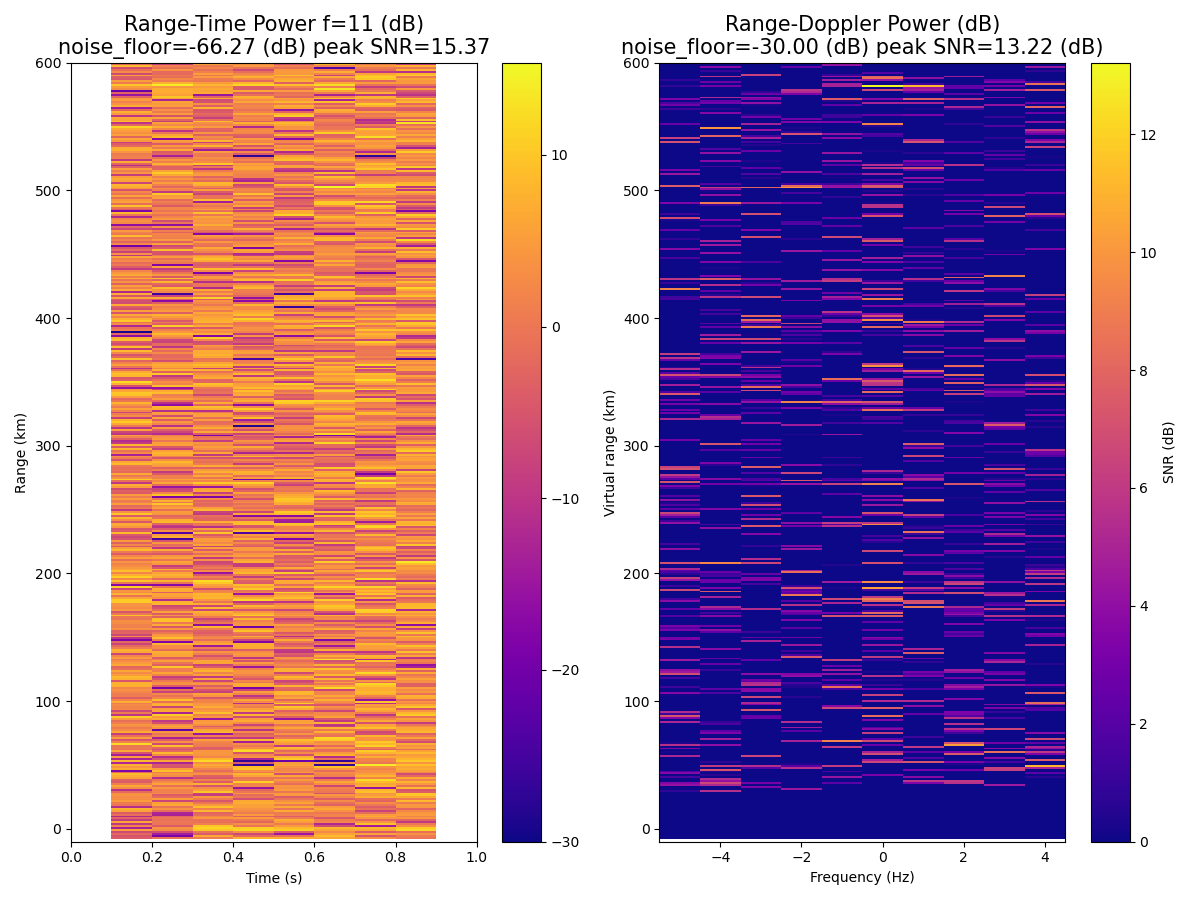 Range-Time Power f=11 (dB)
noise_floor=-66.27 (dB) peak SNR=15.37
Range (km)
600
500
400
300
200
100
0
0.0 0.2 0.4 0.6 0.8 1.0
Time (s)
10
0
−10
−20
−30
Range-Doppler Power (dB)
noise_floor=-30.00 (dB) peak SNR=13.22 (dB)
Virtual range (km)
600
500
400
300
200
100
0
−4 −2 0 2 4
Frequency (Hz)
12
10
8
6
4
2
0
SNR (dB)